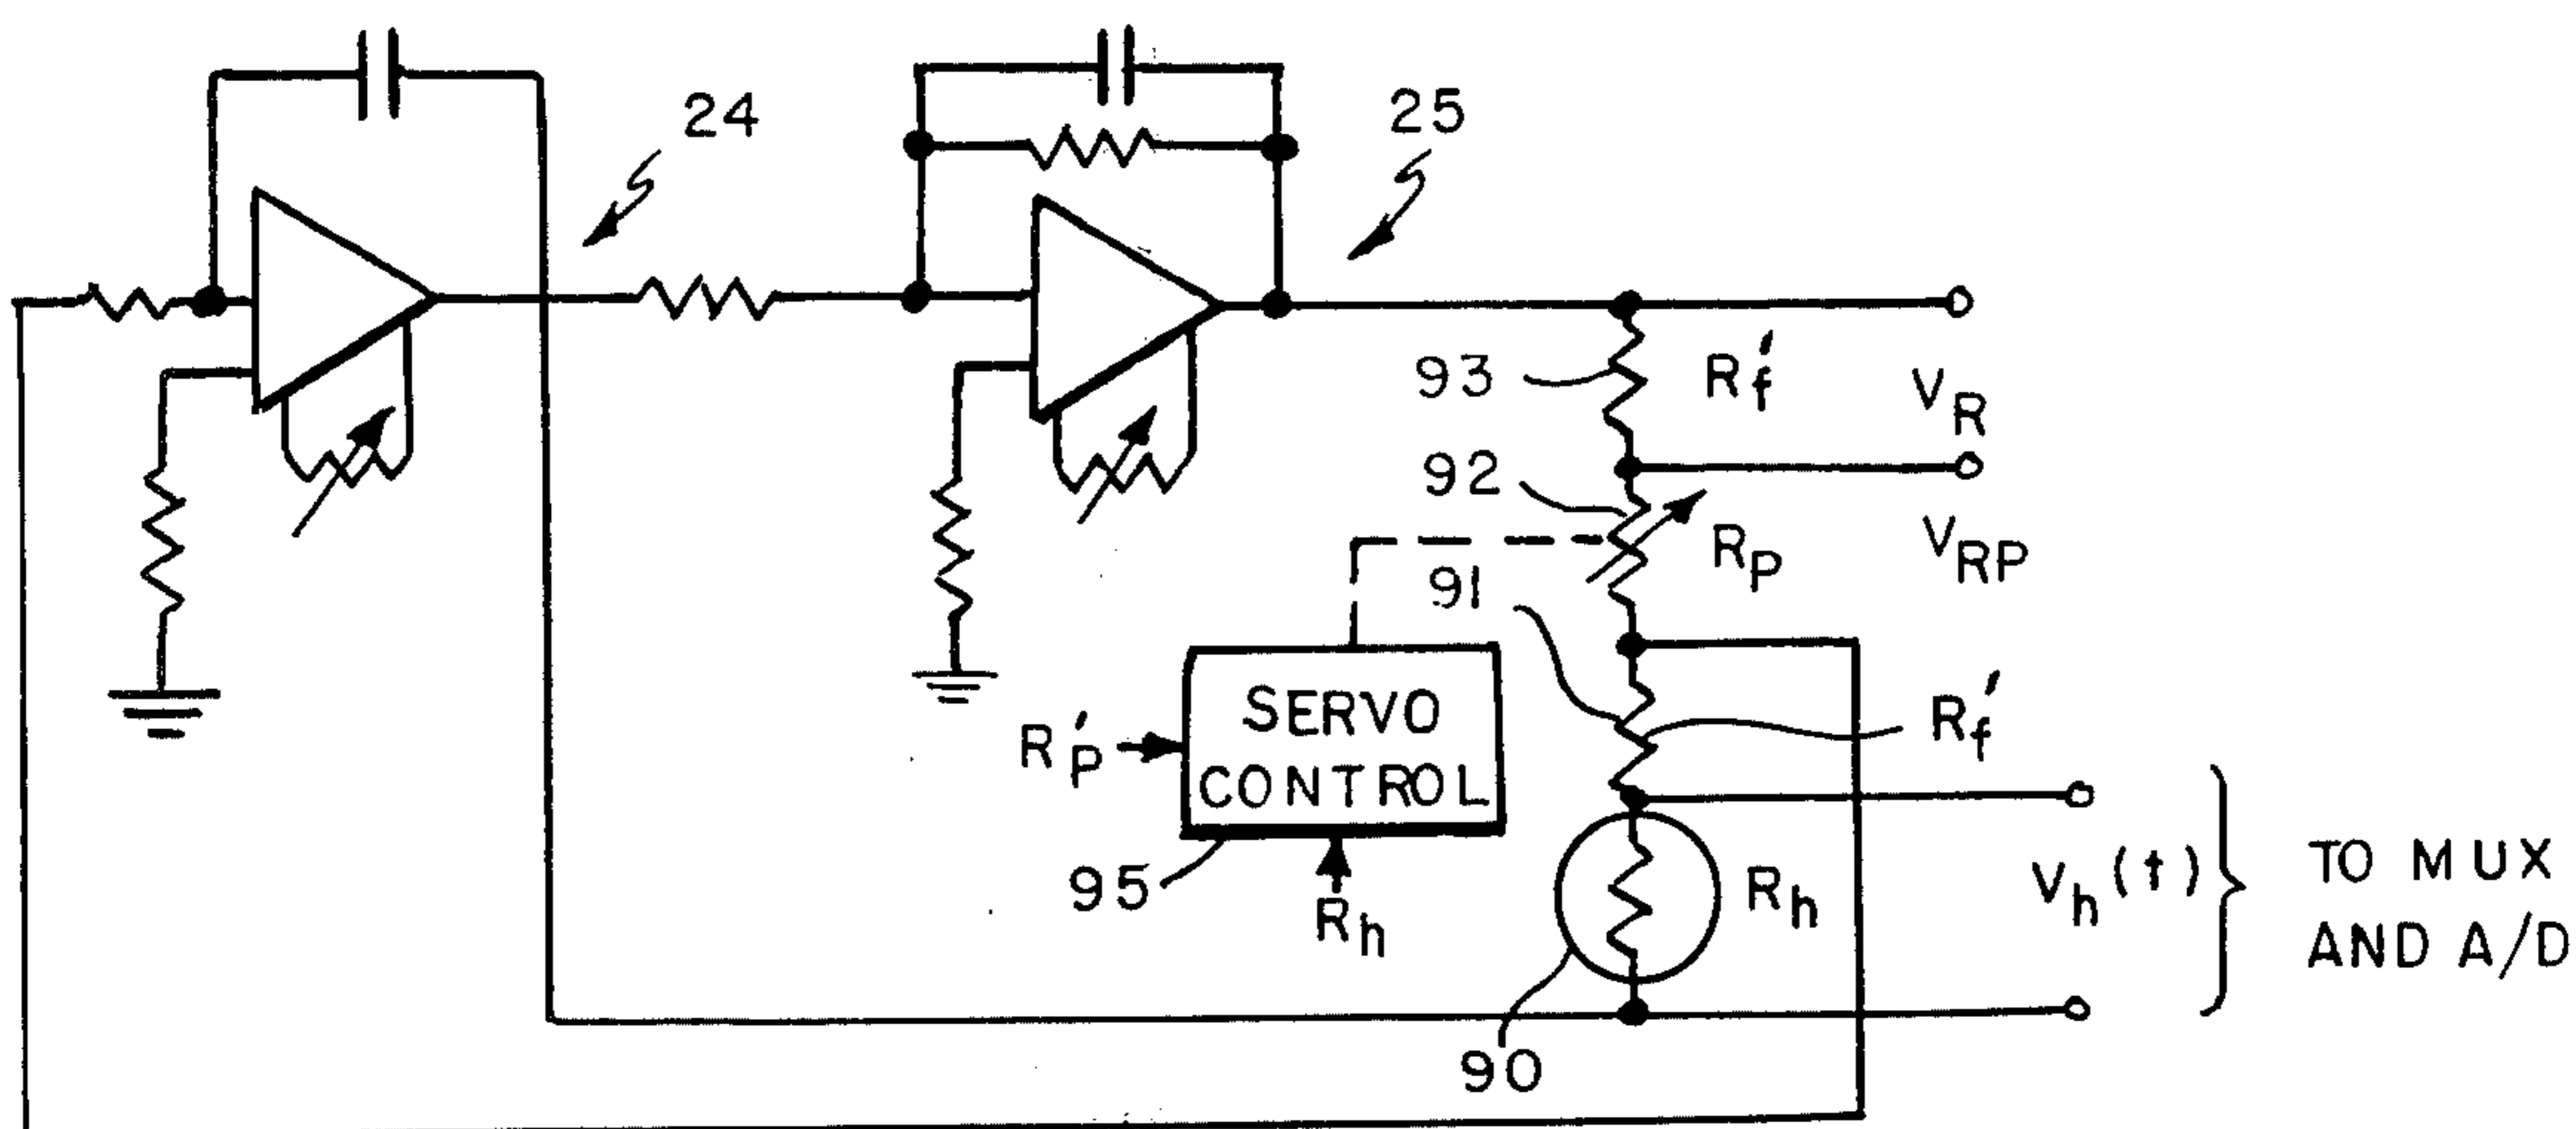 24
25
93
R'f
VR
92
RP
VRP
91
SERVO
CONTROL
R'P
R'f
95
Rh
Rh
vh(t)
TO MUX
AND A/D
90